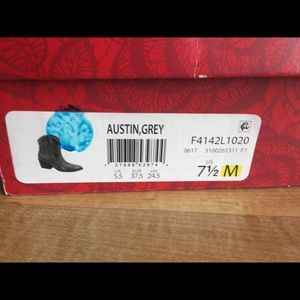 AUSTIN,GREY
F4142L1020
0617 5100261311 F7
UK EUR cm
5.5 37.5 24.5
US
7½ M